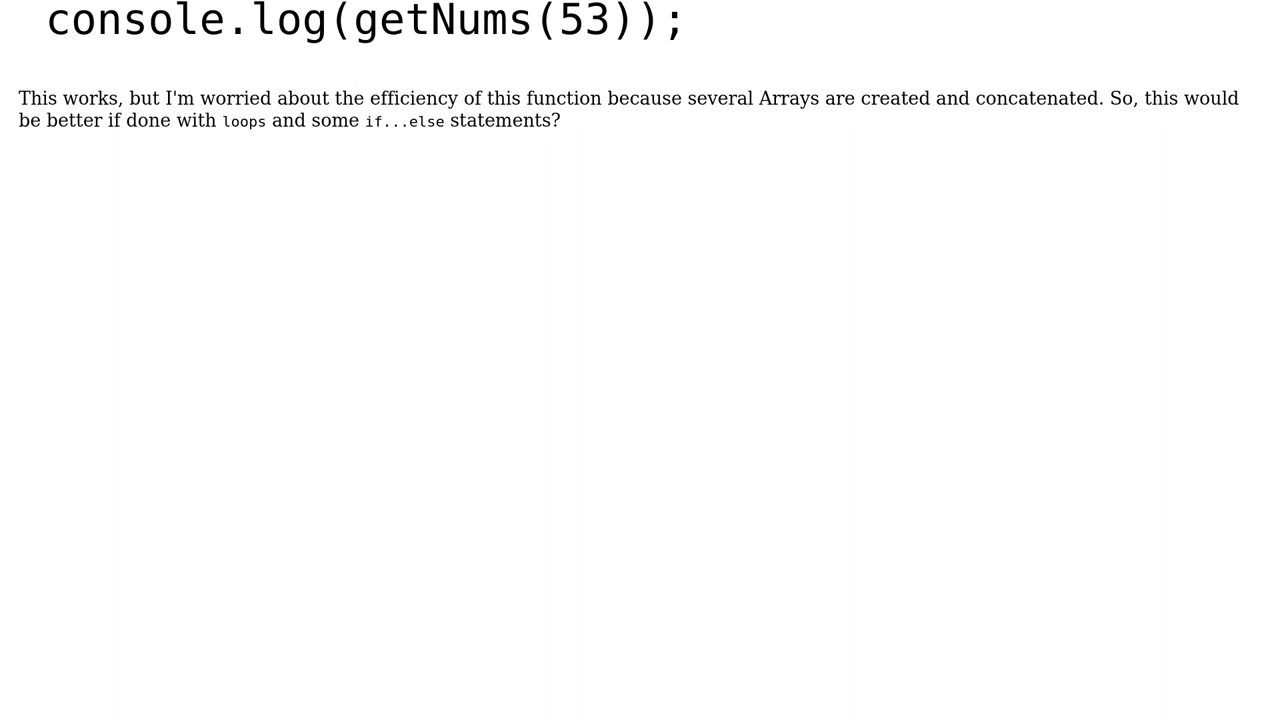 console.log(getNums(53));
This works, but I'm worried about the efficiency of this function because several Arrays are created and concatenated. So, this would
be better if done with loops and some if...else statements?